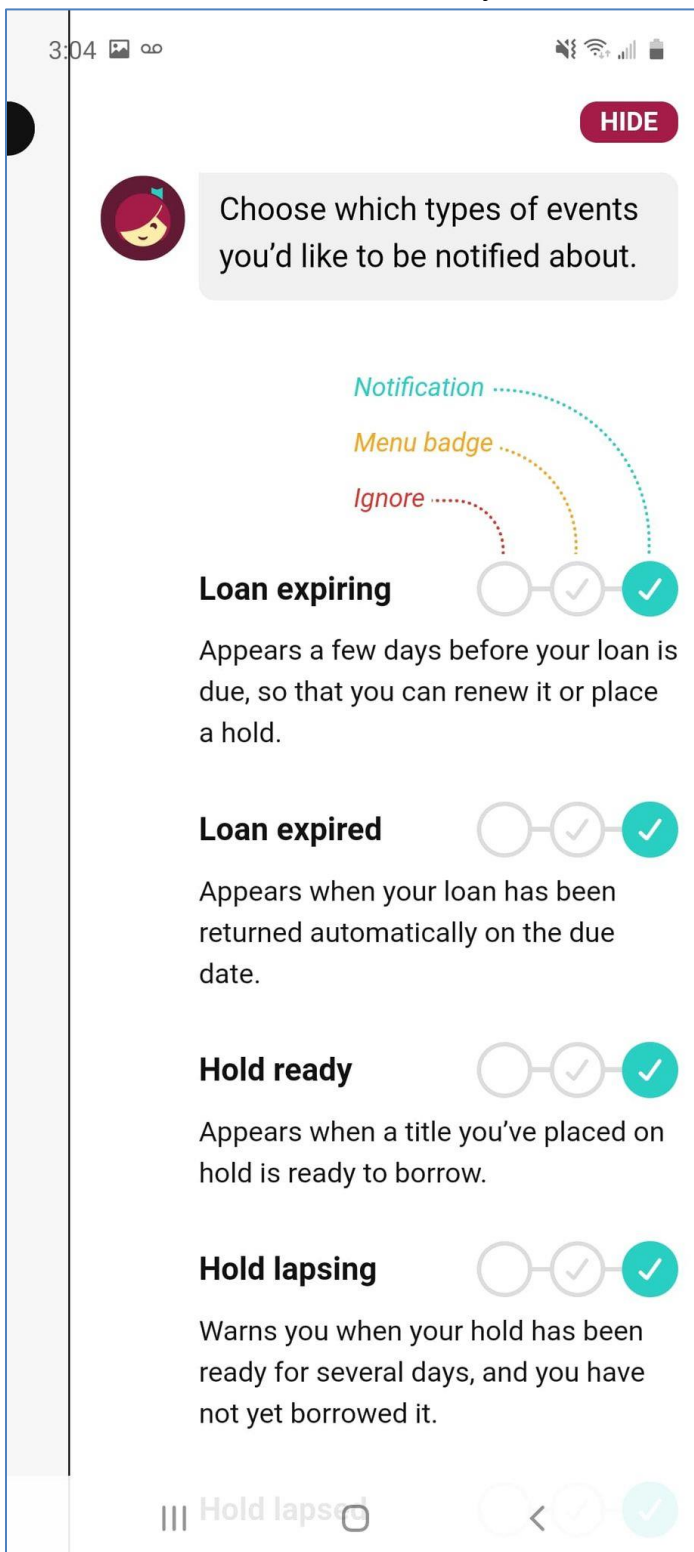 3:04
HIDE
Choose which types of events
you’d like to be notified about.
Notification
Menu badge
Ignore
Loan expiring
Appears a few days before your loan is
due, so that you can renew it or place
a hold.
Loan expired
Appears when your loan has been
returned automatically on the due
date.
Hold ready
Appears when a title you’ve placed on
hold is ready to borrow.
Hold lapsing
Warns you when your hold has been
ready for several days, and you have
not yet borrowed it.
Hold lapsed